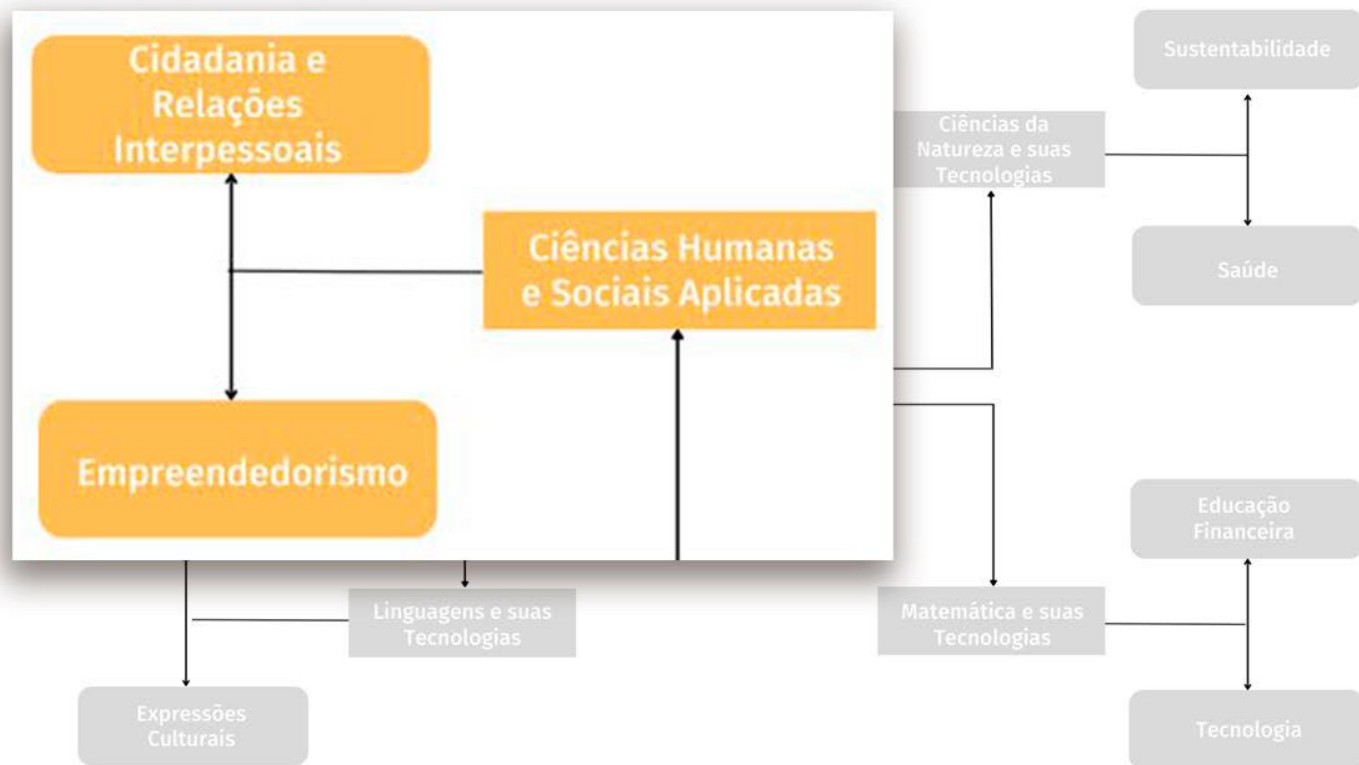 Cidadania e
Relações
Interpessoais
Ciências Humanas
e Sociais Aplicadas
Empreendedorismo
Sustentabilidade
Ciências da
Natureza e suas
Tecnologias
Saúde
Educação
Financeira
Linguagens e suas
Tecnologias
Matemática e suas
Tecnologias
Expressões
Culturais
Tecnologia